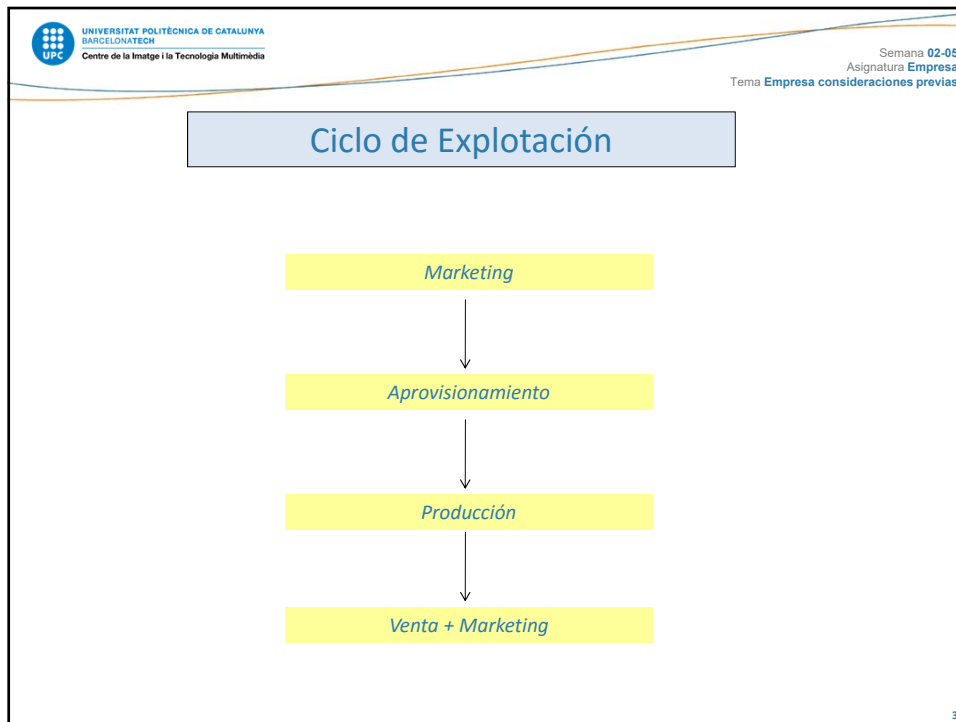 UNIVERSITAT POLITÈCNICA DE CATALUNYA
BARCELONATECH
Centre de la Imatge i la Tecnologia Multimèdia
UPC
Semana 02-05
Asignatura Empresa
Tema Empresa consideraciones previas
Ciclo de Explotación
Marketing
Aprovisionamiento
Producción
Venta + Marketing
3